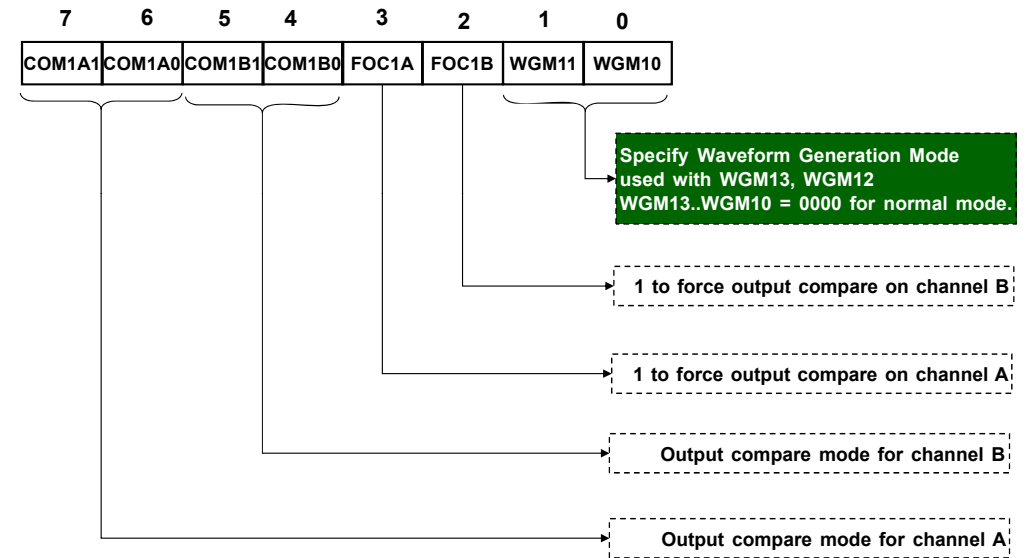 7 6 5 4 3 2 1 0
COM1A1 COM1A0 COM1B1 COM1B0 FOC1A FOC1B WGM11 WGM10
Specify Waveform Generation Mode
used with WGM13, WGM12
WGM13..WGM10 = 0000 for normal mode.
1 to force output compare on channel B
1 to force output compare on channel A
Output compare mode for channel B
Output compare mode for channel A